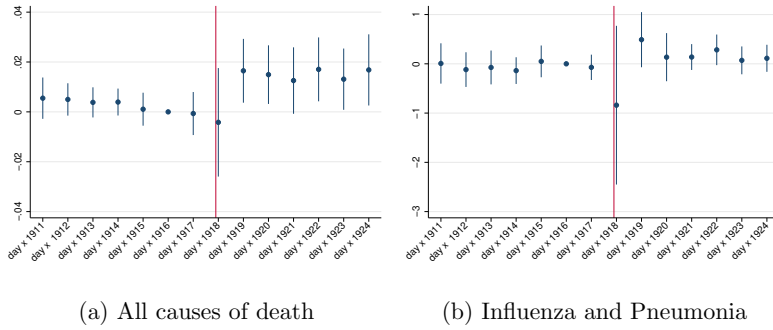 .04
.02
0
-.02
-.04
day x 1911
day x 1912
day x 1913
day x 1914
day x 1915
day x 1916
day x 1917
day x 1918
day x 1919
day x 1920
day x 1921
day x 1922
day x 1923
day x 1924
(a) All causes of death
1
0
-1
-2
-3
day x 1911
day x 1912
day x 1913
day x 1914
day x 1915
day x 1916
day x 1917
day x 1918
day x 1919
day x 1920
day x 1921
day x 1922
day x 1923
day x 1924
(b) Influenza and Pneumonia